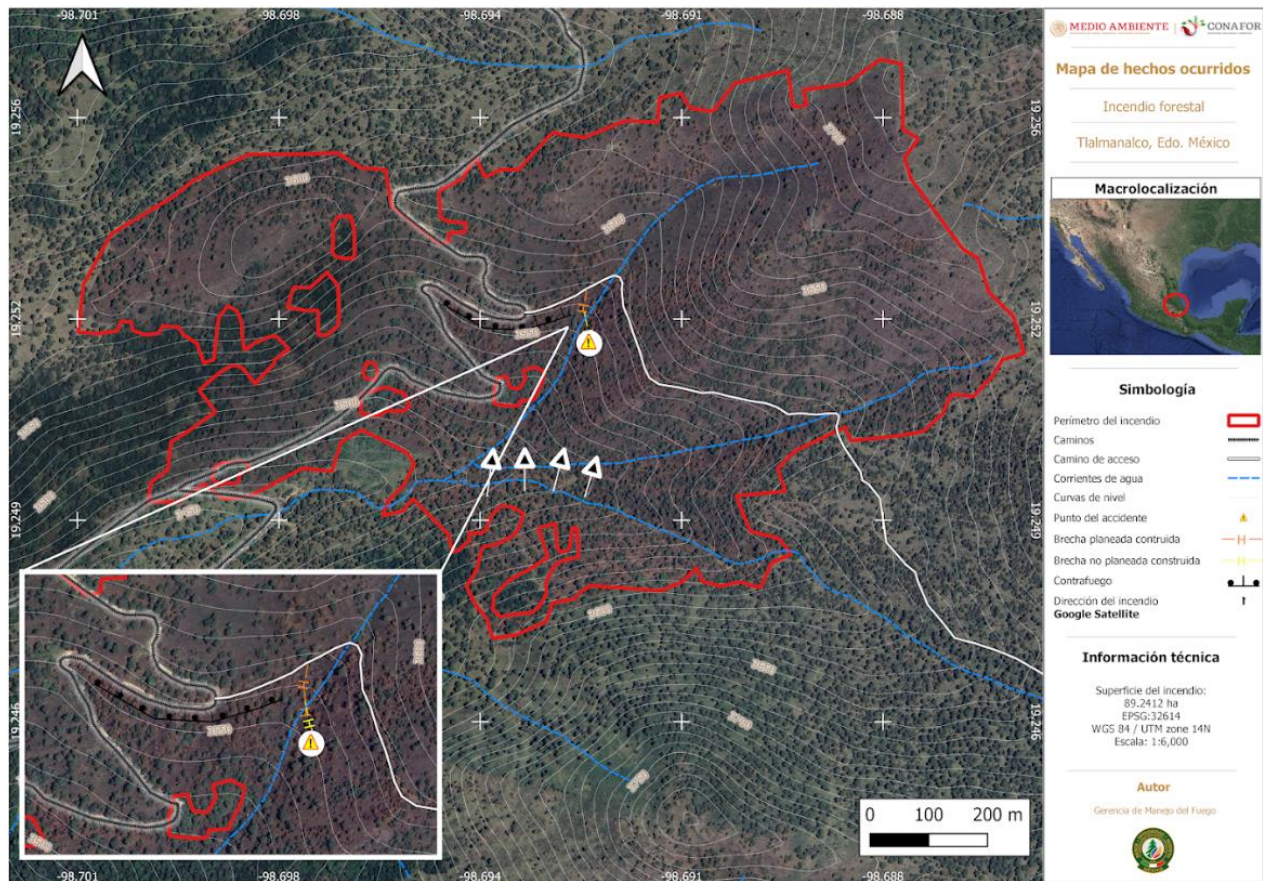 -98.701
-98.698
-98.694
-98.691
-98.688
19.256
19.256
19.252
19.252
19.249
19.249
19.246
19.246
-98.701
-98.698
-98.694
-98.691
-98.688
0 100 200 m
MEDIO AMBIENTE | CONAFOR
Mapa de hechos ocurridos
Incendio forestal
Tlalmanalco, Edo. México
Macrolocalización
Simbología
Perímetro del incendio
Caminos
Camino de acceso
Corrientes de agua
Curvas de nivel
Punto del accidente
Brecha planeada contruida
Brecha no planeada construida
Contrafuego
Dirección del incendio
Google Satellite
Información técnica
Superficie del incendio:
89.2412 ha
EPSG:32614
WGS 84 / UTM zone 14N
Escala: 1:6,000
Autor
Gerencia de Manejo del Fuego